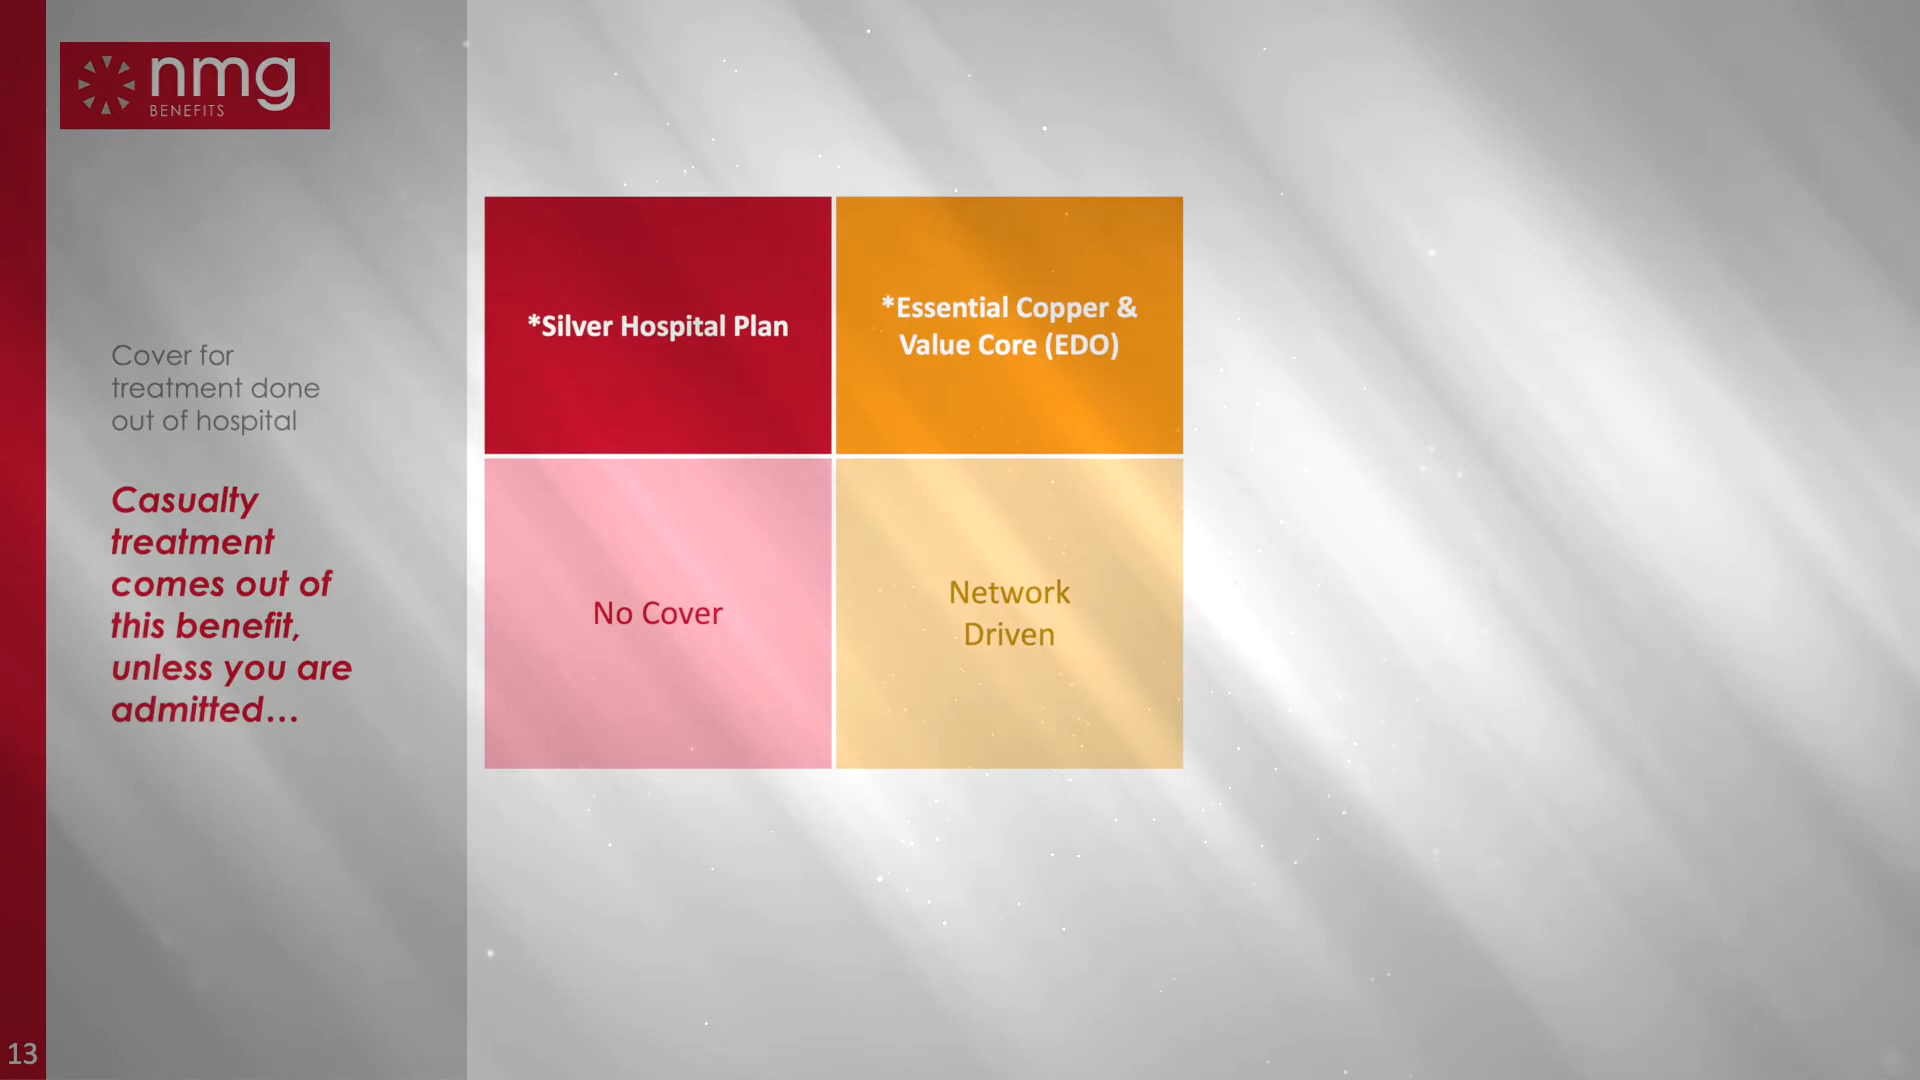 nmg
BENEFITS
Cover for
treatment done
out of hospital
Casualty
treatment
comes out of
this benefit,
unless you are
admitted…
*Silver Hospital Plan
*Essential Copper &
Value Core (EDO)
No Cover
Network
Driven
13